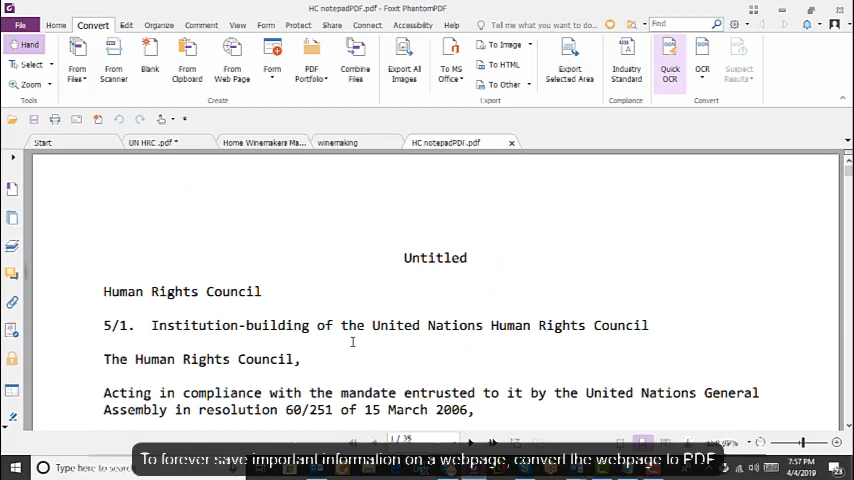 HC notepadPDF.pdf - Foxit PhantomPDF
File Home Convert Edit Organize Comment View Form Protect Share Connect Accessibility Help Tell me what you want to do... Find
Hand
Select
Zoom
Tools
From Files
From Scanner
Blank
From Clipboard
From Web Page
Form
PDF Portfolio
Combine Files
Create
Export All Images
To MS Office
To Image
To HTML
To Other
Export Selected Area
Export
Industry Standard
Compliance
Quick OCR
OCR
Suspect Results
Convert
Start UN HRC .pdf * Home Winemakers Ma... winemaking HC notepadPDF.pdf
Untitled
Human Rights Council
5/1. Institution-building of the United Nations Human Rights Council
The Human Rights Council,
Acting in compliance with the mandate entrusted to it by the United Nations General
Assembly in resolution 60/251 of 15 March 2006,
1 / 35
Type here to search
To forever save important information on a webpage, convert the webpage to PDF
7:57 PM
4/4/2019